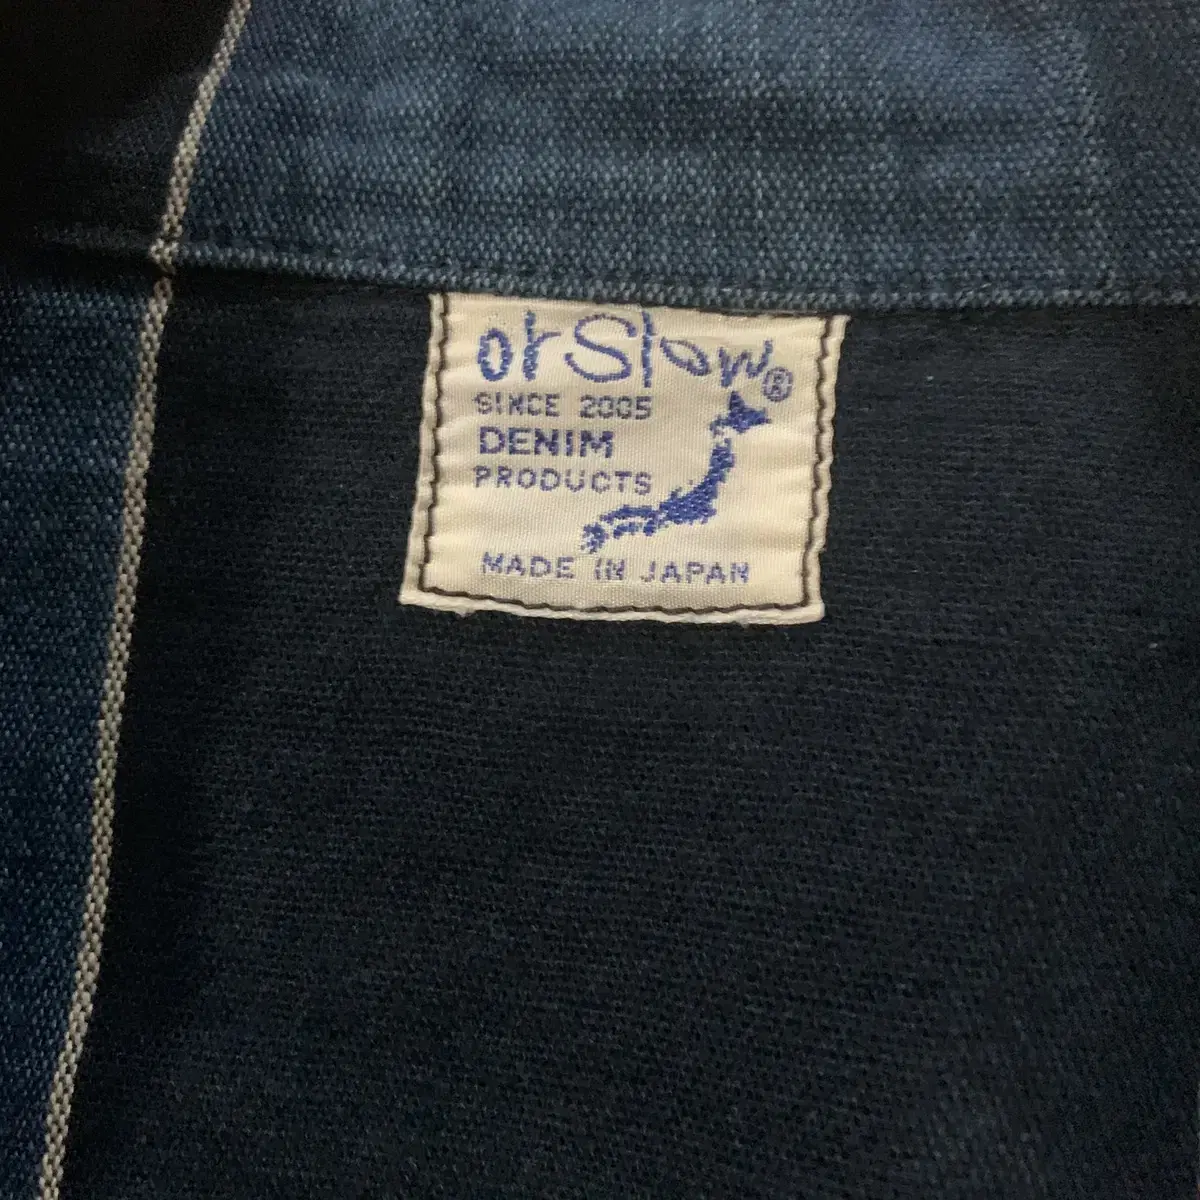 orSlow®
SINCE 2005
DENIM
PRODUCTS
MADE IN JAPAN